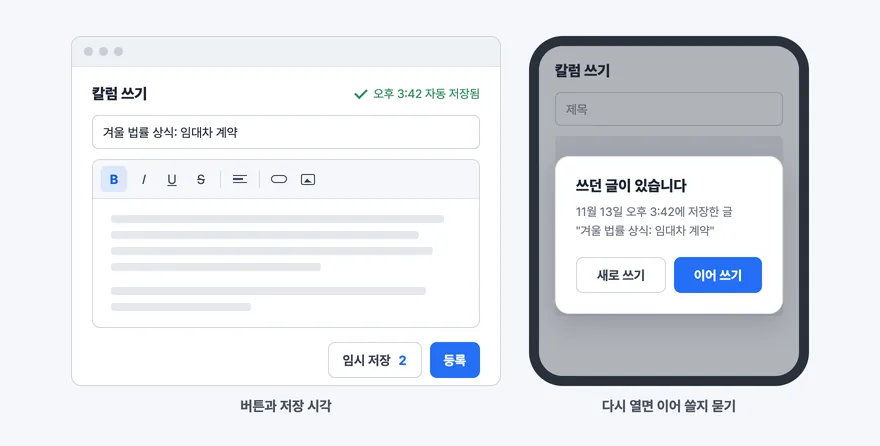 칼럼 쓰기
오후 3:42 자동 저장됨
겨울 법률 상식: 임대차 계약
B I U S
임시 저장 2
등록
버튼과 저장 시각
칼럼 쓰기
제목
쓰던 글이 있습니다
11월 13일 오후 3:42에 저장한 글
"겨울 법률 상식: 임대차 계약"
새로 쓰기
이어 쓰기
다시 열면 이어 쓸지 묻기